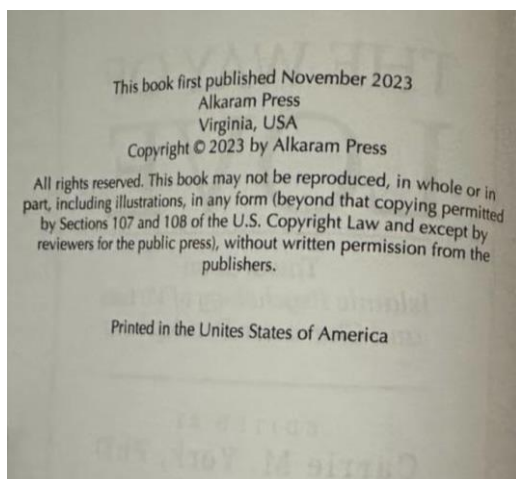 This book first published November 2023
Alkaram Press
Virginia, USA
Copyright © 2023 by Alkaram Press
All rights reserved. This book may not be reproduced, in whole or in
part, including illustrations, in any form (beyond that copying permitted
by Sections 107 and 108 of the U.S. Copyright Law and except by
reviewers for the public press), without written permission from the
publishers.
Printed in the Unites States of America